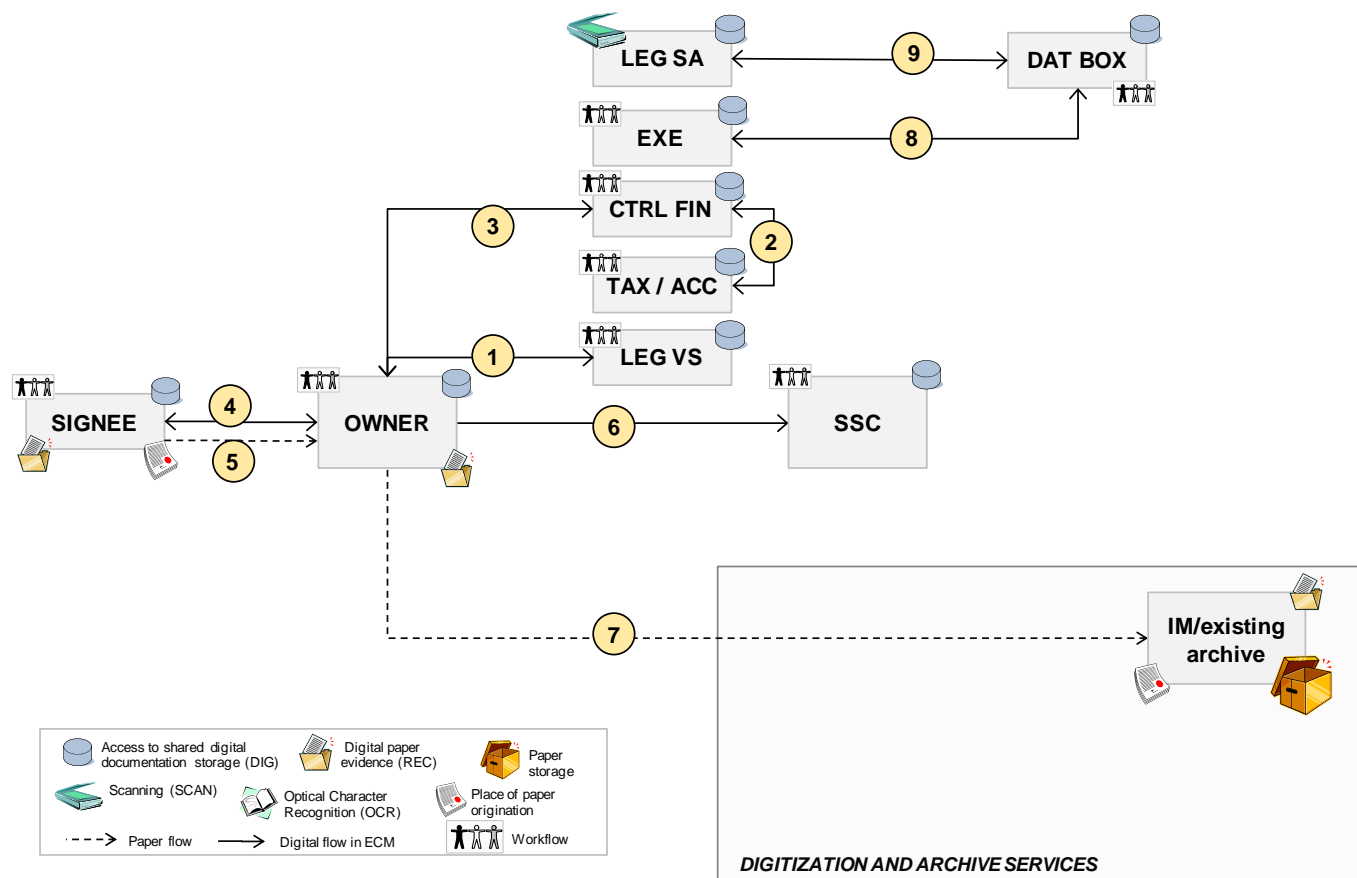 LEG SA
9
DAT BOX
EXE
8
CTRL FIN
3
2
TAX / ACC
1
LEG VS
SIGNEE
4
5
OWNER
6
SSC
7
IM/existing
archive
Access to shared digital
documentation storage (DIG)
Digital paper
evidence (REC)
Paper
storage
Scanning (SCAN)
Optical Character
Recognition (OCR)
Place of paper
origination
Paper flow
Digital flow in ECM
Workflow
DIGITIZATION AND ARCHIVE SERVICES